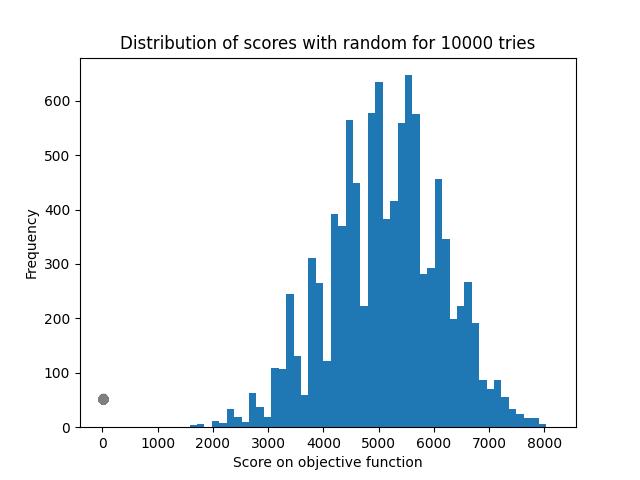 Distribution of scores with random for 10000 tries
600
500
400
300
200
100
0
Frequency
0 1000 2000 3000 4000 5000 6000 7000 8000
Score on objective function